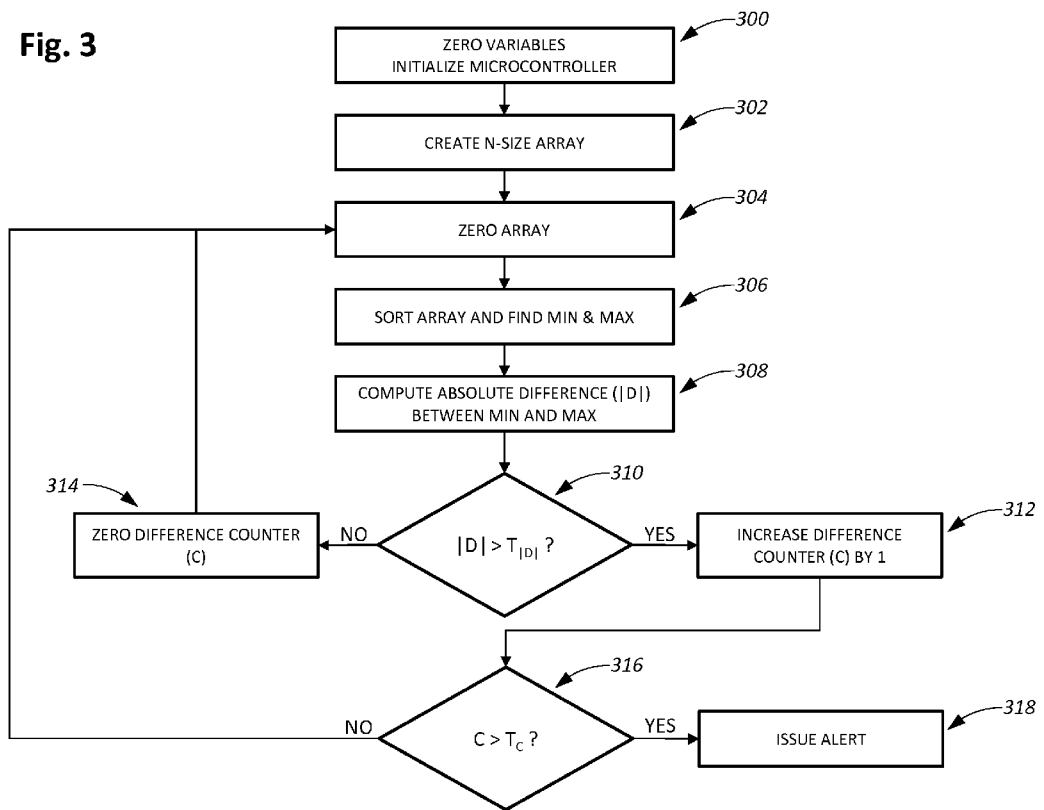 Fig. 3
300
ZERO VARIABLES
INITIALIZE MICROCONTROLLER
302
CREATE N-SIZE ARRAY
304
ZERO ARRAY
306
SORT ARRAY AND FIND MIN & MAX
308
COMPUTE ABSOLUTE DIFFERENCE (|D|)
BETWEEN MIN AND MAX
310
|D| > T|D| ?
314
NO
ZERO DIFFERENCE COUNTER
(C)
YES
312
INCREASE DIFFERENCE
COUNTER (C) BY 1
316
C > TC ?
NO
YES
318
ISSUE ALERT